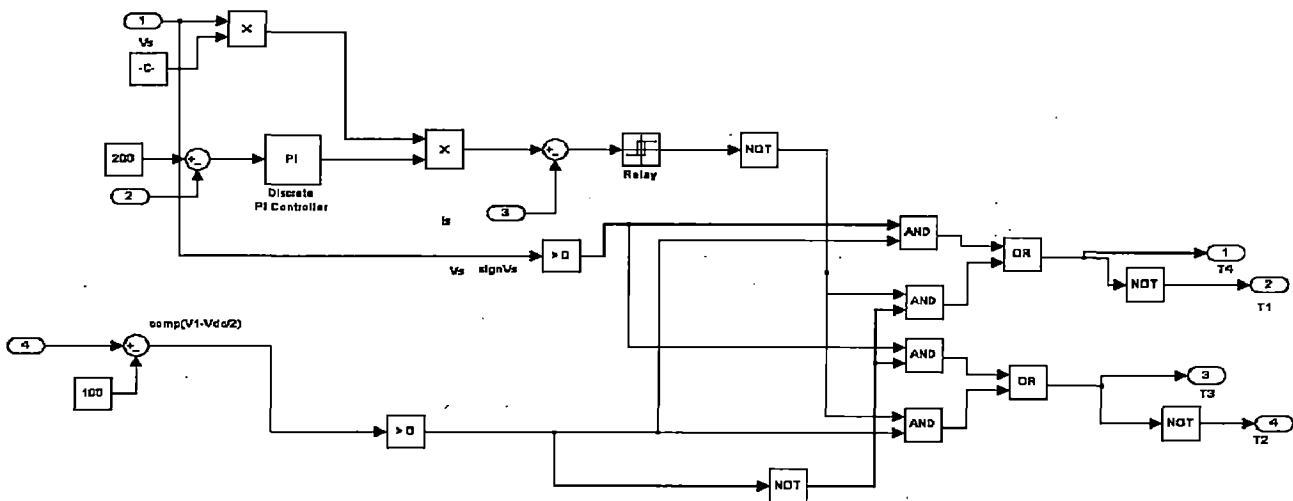 1
Vs
-C-
X
200
2
PI
Discrete
PI Controller
X
Relay
NOT
Is
3
Vs signVs
> 0
AND
AND
OR
1
T4
NOT
2
T1
comp(V1-Vdc/2)
4
100
> 0
AND
AND
OR
3
T3
NOT
4
T2
NOT